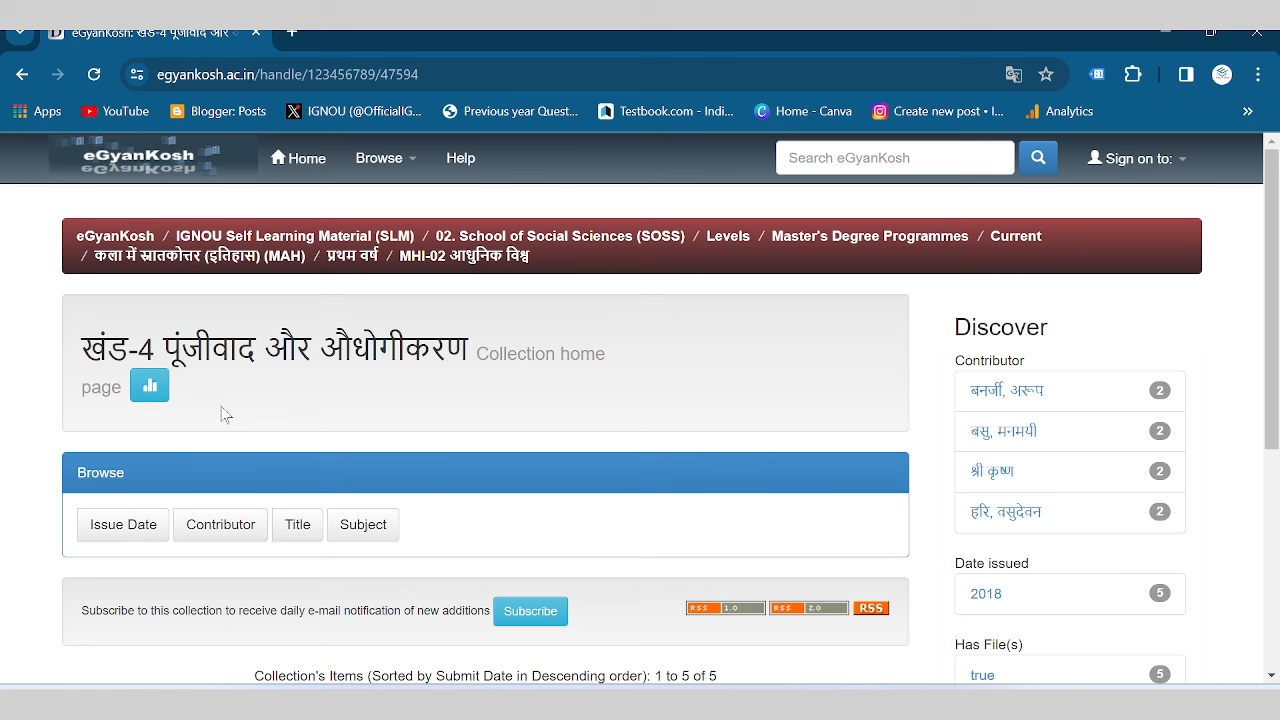 eGyanKosh: खंड-4 पूंजीवाद और
egyankosh.ac.in/handle/123456789/47594
Apps YouTube Blogger: Posts IGNOU (@OfficialIG... Previous year Quest... Testbook.com - Indi... Home - Canva Create new post • I... Analytics
eGyanKosh Home Browse Help Search eGyanKosh Sign on to:
eGyanKosh / IGNOU Self Learning Material (SLM) / 02. School of Social Sciences (SOSS) / Levels / Master's Degree Programmes / Current
/ कला में स्नातकोत्तर (इतिहास) (MAH) / प्रथम वर्ष / MHI-02 आधुनिक विश्व
खंड-4 पूंजीवाद और औधोगीकरण Collection home
page
Browse
Issue Date Contributor Title Subject
Subscribe to this collection to receive daily e-mail notification of new additions Subscribe RSS 1.0 RSS 2.0 RSS
Collection's Items (Sorted by Submit Date in Descending order): 1 to 5 of 5
Discover
Contributor
बनर्जी, अरूप 2
बसु, मनमयी 2
श्री कृष्ण 2
हरि, वसुदेवन 2
Date issued
2018 5
Has File(s)
true 5